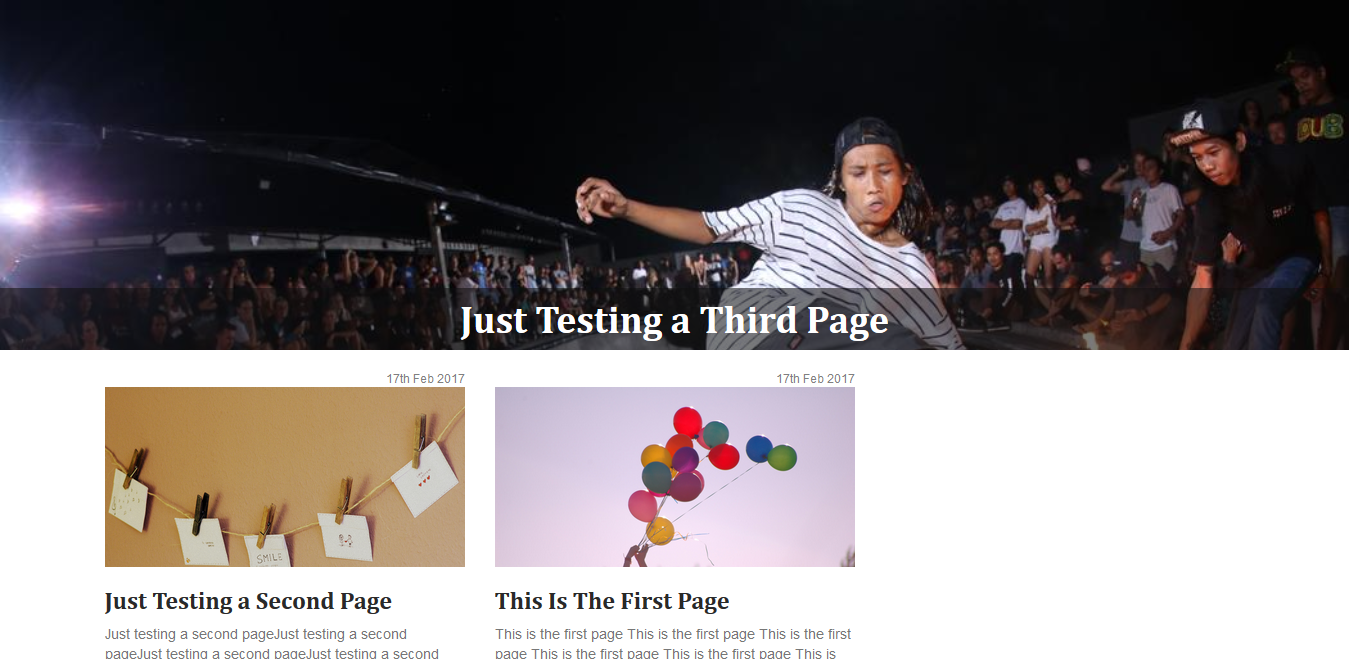 DUB
Just Testing a Third Page
17th Feb 2017
17th Feb 2017
SMILE
Just Testing a Second Page
This Is The First Page
Just testing a second pageJust testing a second
pageJust testing a second pageJust testing a second
This is the first page This is the first page This is the first
page This is the first page This is the first page This is